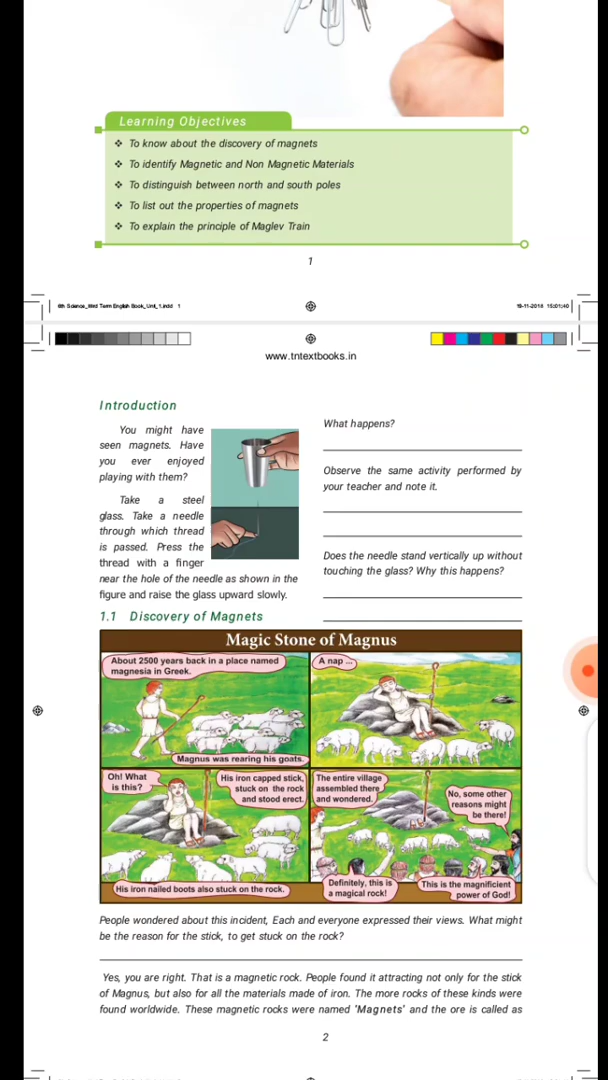 Learning Objectives
❖ To know about the discovery of magnets
❖ To identify Magnetic and Non Magnetic Materials
❖ To distinguish between north and south poles
❖ To list out the properties of magnets
❖ To explain the principle of Maglev Train
1
6th Science_IIIrd Term English Book_Unit_1.indd 1
19-11-2018 15:01:40
www.tntextbooks.in
Introduction
You might have
seen magnets. Have
you ever enjoyed
playing with them?
Take a steel
glass. Take a needle
through which thread
is passed. Press the
thread with a finger
near the hole of the needle as shown in the
figure and raise the glass upward slowly.
What happens?
Observe the same activity performed by
your teacher and note it.
Does the needle stand vertically up without
touching the glass? Why this happens?
1.1 Discovery of Magnets
Magic Stone of Magnus
About 2500 years back in a place named
magnesia in Greek.
Magnus was rearing his goats.
A nap ...
Oh! What
is this?
His iron capped stick,
stuck on the rock
and stood erect.
His iron nailed boots also stuck on the rock.
The entire village
assembled there
and wondered.
No, some other
reasons might
be there!
Definitely, this is
a magical rock!
This is the magnificient
power of God!
People wondered about this incident, Each and everyone expressed their views. What might
be the reason for the stick, to get stuck on the rock?
Yes, you are right. That is a magnetic rock. People found it attracting not only for the stick
of Magnus, but also for all the materials made of iron. The more rocks of these kinds were
found worldwide. These magnetic rocks were named 'Magnets' and the ore is called as
2